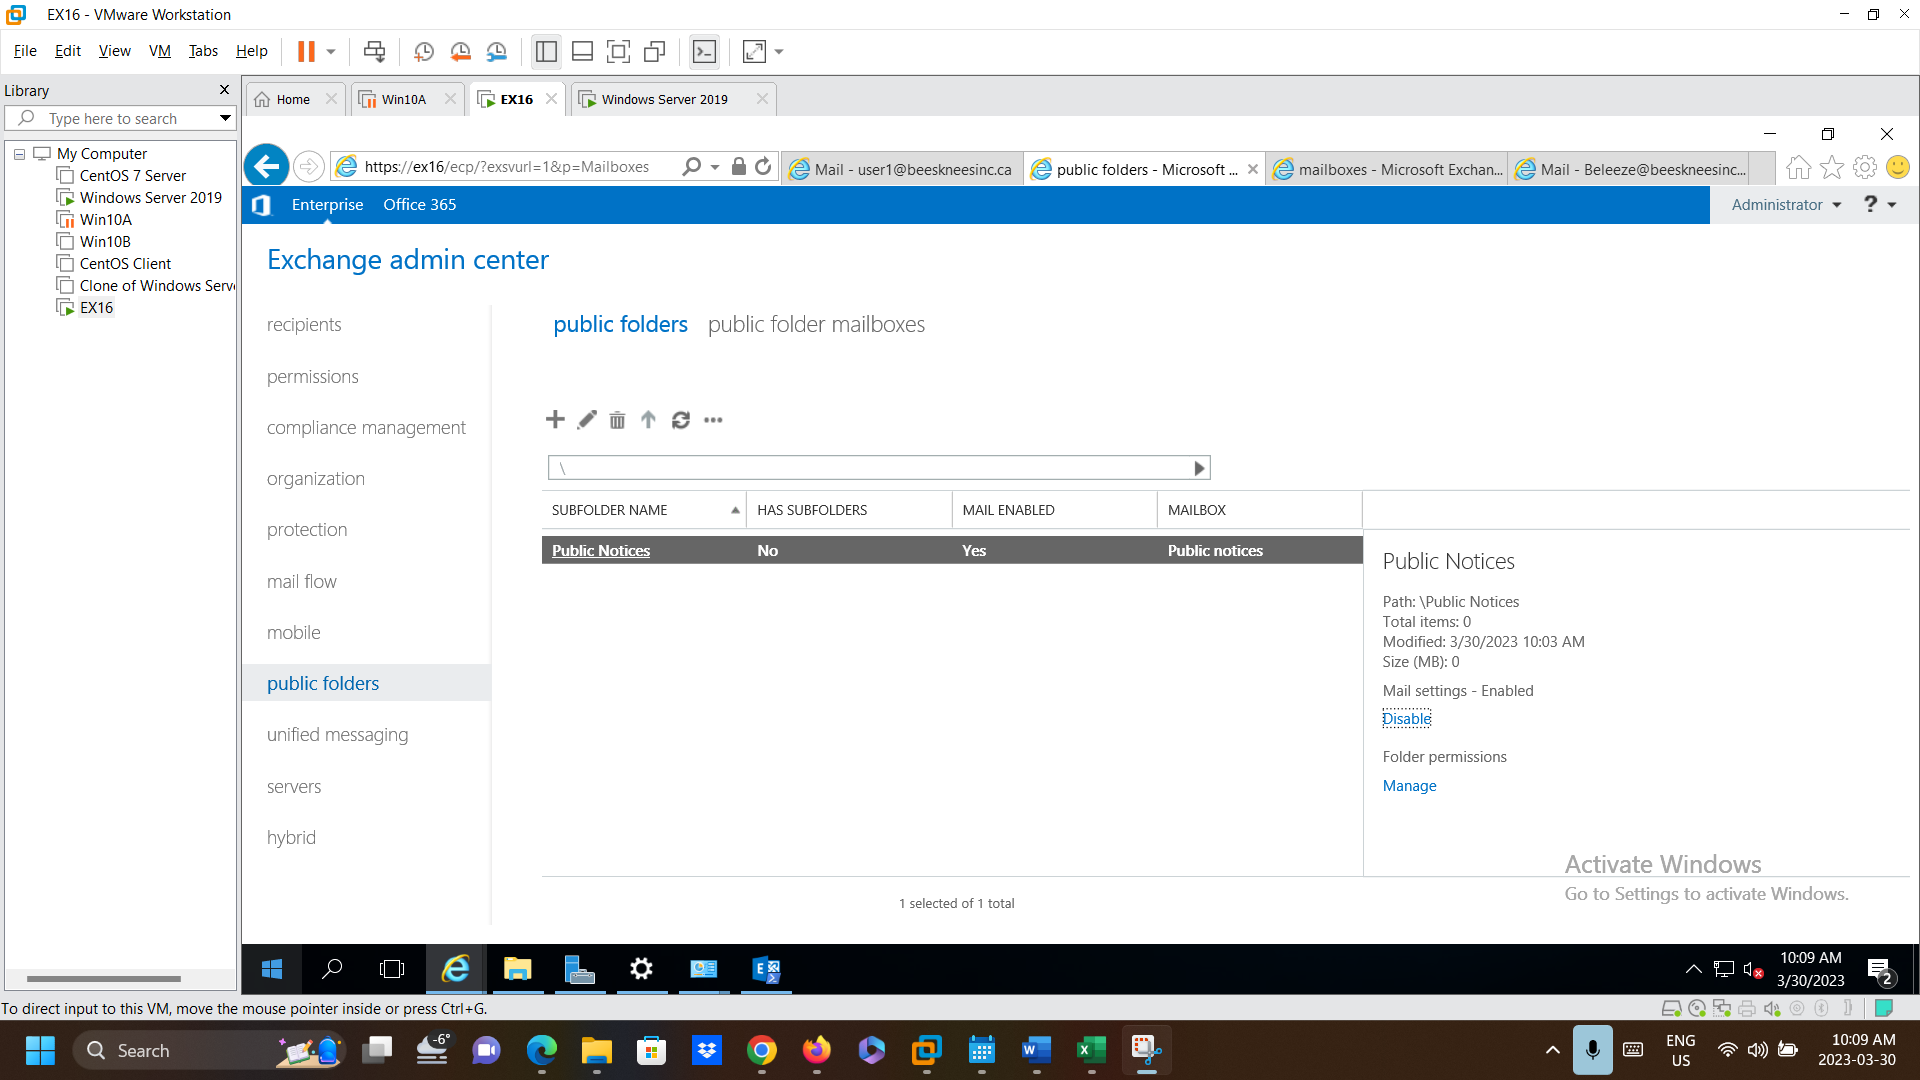 EX16 - VMware Workstation
File Edit View VM Tabs Help
Library
Type here to search
My Computer
CentOS 7 Server
Windows Server 2019
Win10A
Win10B
CentOS Client
Clone of Windows Serve
EX16
Home Win10A EX16 Windows Server 2019
https://ex16/ecp/?exsvurl=1&p=Mailboxes
Mail - user1@beeskneesinc.ca
public folders - Microsoft ...
mailboxes - Microsoft Exchan...
Mail - Beleeze@beeskneesinc...
Enterprise Office 365
Administrator ?
Exchange admin center
recipients
permissions
compliance management
organization
protection
mail flow
mobile
public folders
unified messaging
servers
hybrid
public folders public folder mailboxes
\
SUBFOLDER NAME HAS SUBFOLDERS MAIL ENABLED MAILBOX
Public Notices No Yes Public notices
Public Notices
Path: \Public Notices
Total items: 0
Modified: 3/30/2023 10:03 AM
Size (MB): 0
Mail settings - Enabled
Disable
Folder permissions
Manage
1 selected of 1 total
Activate Windows
Go to Settings to activate Windows.
10:09 AM
3/30/2023
2
To direct input to this VM, move the mouse pointer inside or press Ctrl+G.
Search
-6°
ENG
US
10:09 AM
2023-03-30